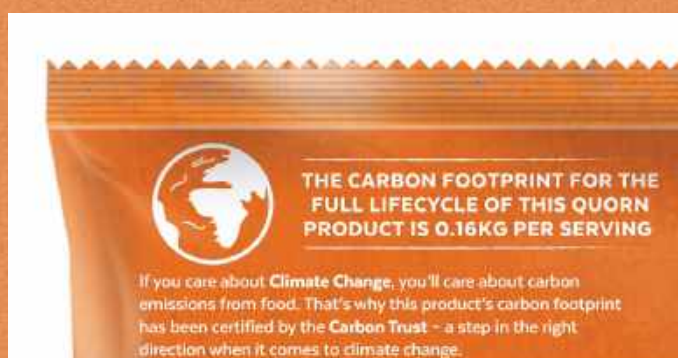 THE CARBON FOOTPRINT FOR THE
FULL LIFECYCLE OF THIS QUORN
PRODUCT IS 0.16KG PER SERVING
If you care about Climate Change, you'll care about carbon
emissions from food. That's why this product's carbon footprint
has been certified by the Carbon Trust – a step in the right
direction when it comes to climate change.